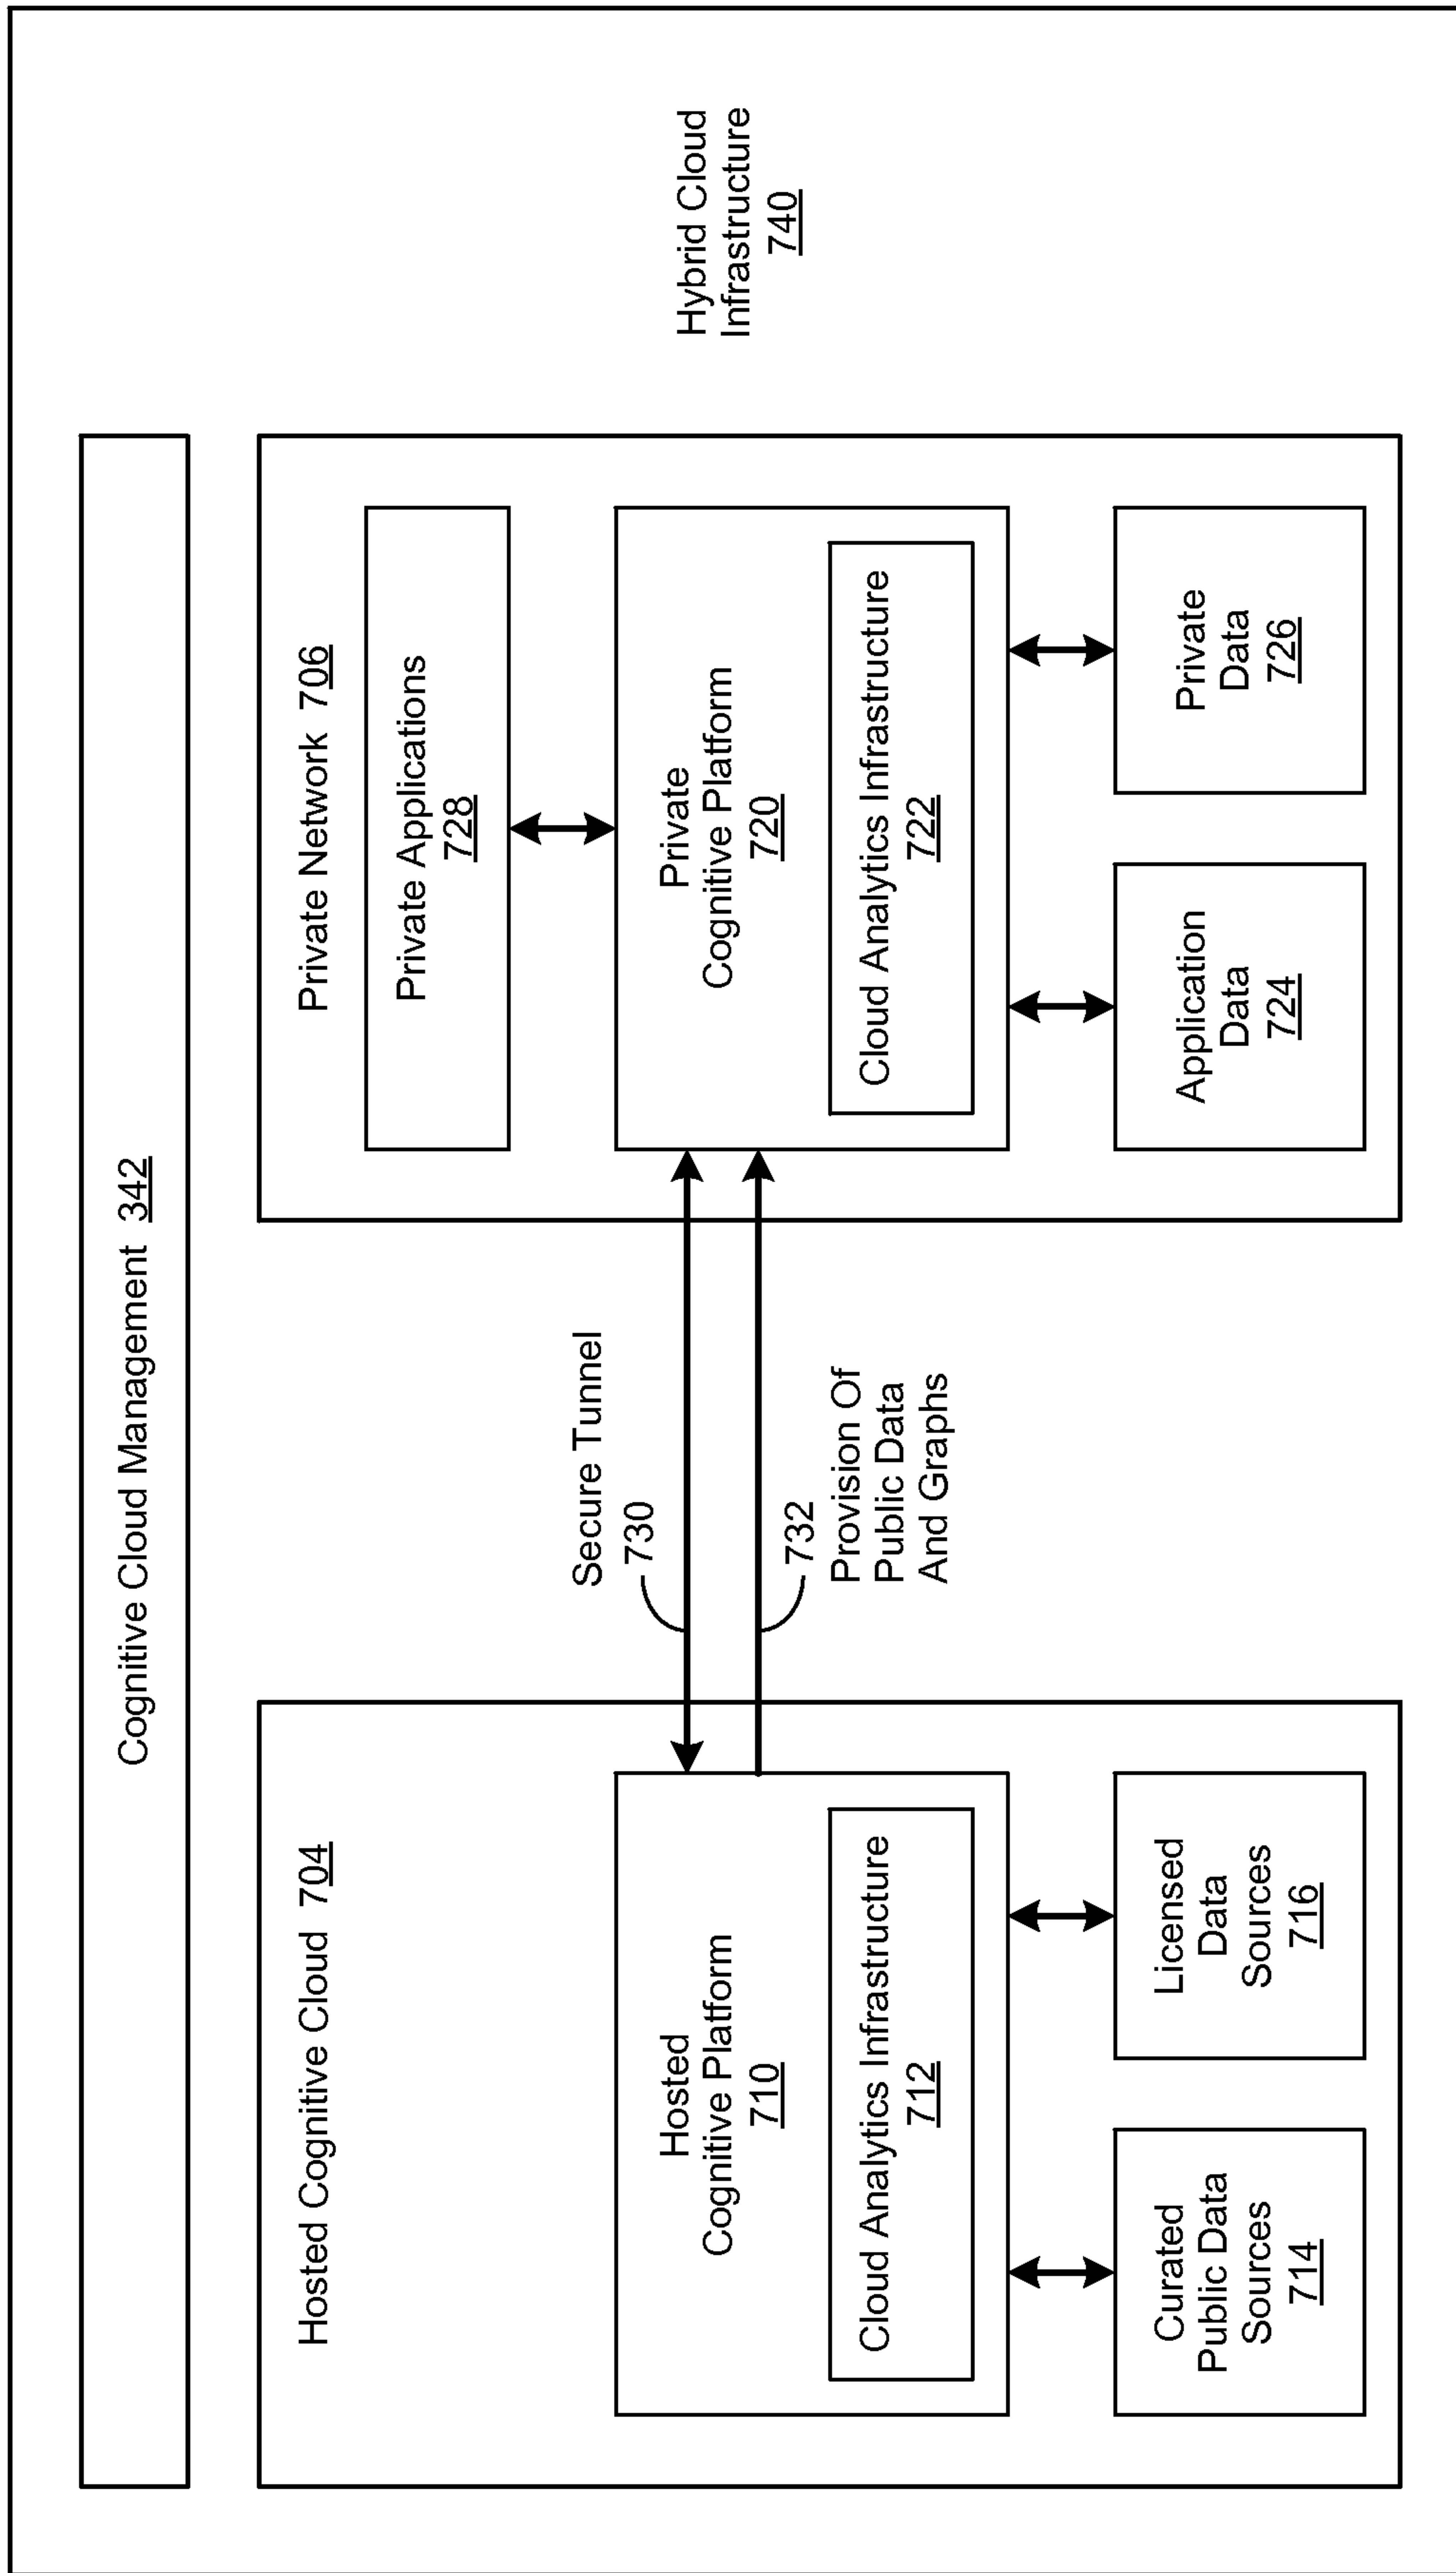 Cognitive Cloud Management 342
Hosted Cognitive Cloud 704
Hosted
Cognitive Platform
710
Cloud Analytics Infrastructure
712
Curated
Public Data
Sources
714
Licensed
Data
Sources
716
Secure Tunnel
730
732
Provision Of
Public Data
And Graphs
Private Network 706
Private Applications
728
Private
Cognitive Platform
720
Cloud Analytics Infrastructure
722
Application
Data
724
Private
Data
726
Hybrid Cloud
Infrastructure
740